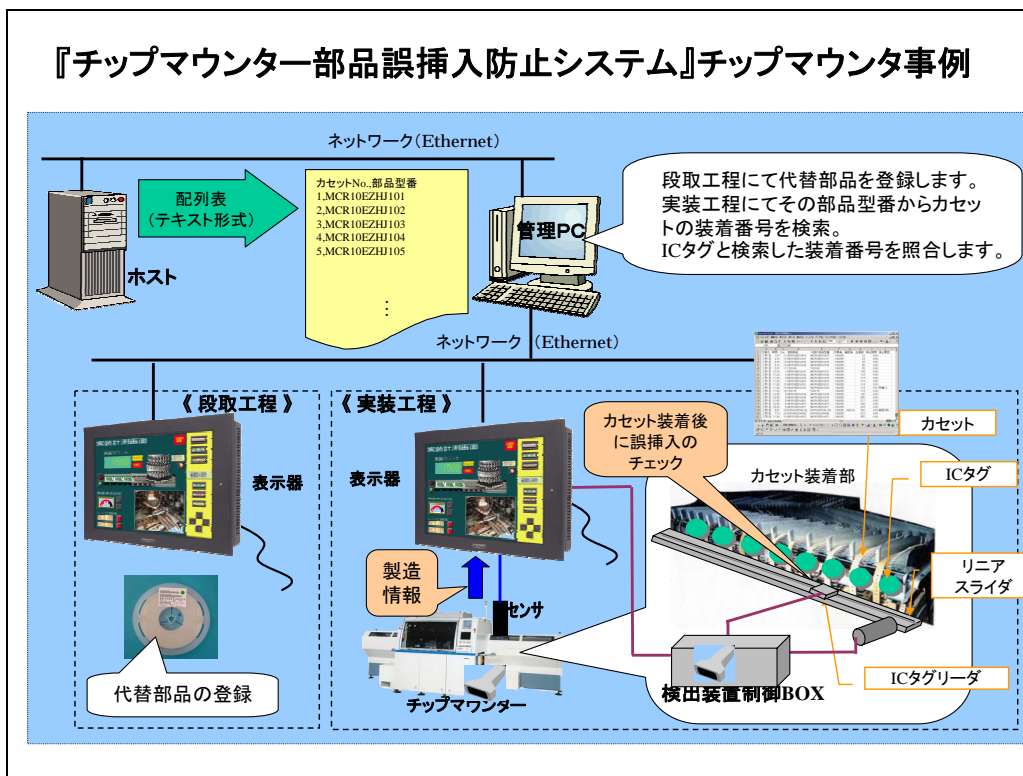 『チップマウンター部品誤挿入防止システム』チップマウンタ事例
ネットワーク(Ethernet)
配列表
(テキスト形式)
カセットNo.,部品型番
1,MCR10EZHJ101
2,MCR10EZHJ102
3,MCR10EZHJ103
4,MCR10EZHJ104
5,MCR10EZHJ105
:
ホスト
管理PC
段取工程にて代替部品を登録します。
実装工程にてその部品型番からカセッ
トの装着番号を検索。
ICタグと検索した装着番号を照合します。
ネットワーク (Ethernet)
《 段取工程 》
表示器
代替部品の登録
《 実装工程 》
表示器
製造
情報
センサ
チップマウンター
カセット装着後
に誤挿入の
チェック
カセット装着部
カセット
ICタグ
リニア
スライダ
ICタグリーダ
検出装置制御BOX